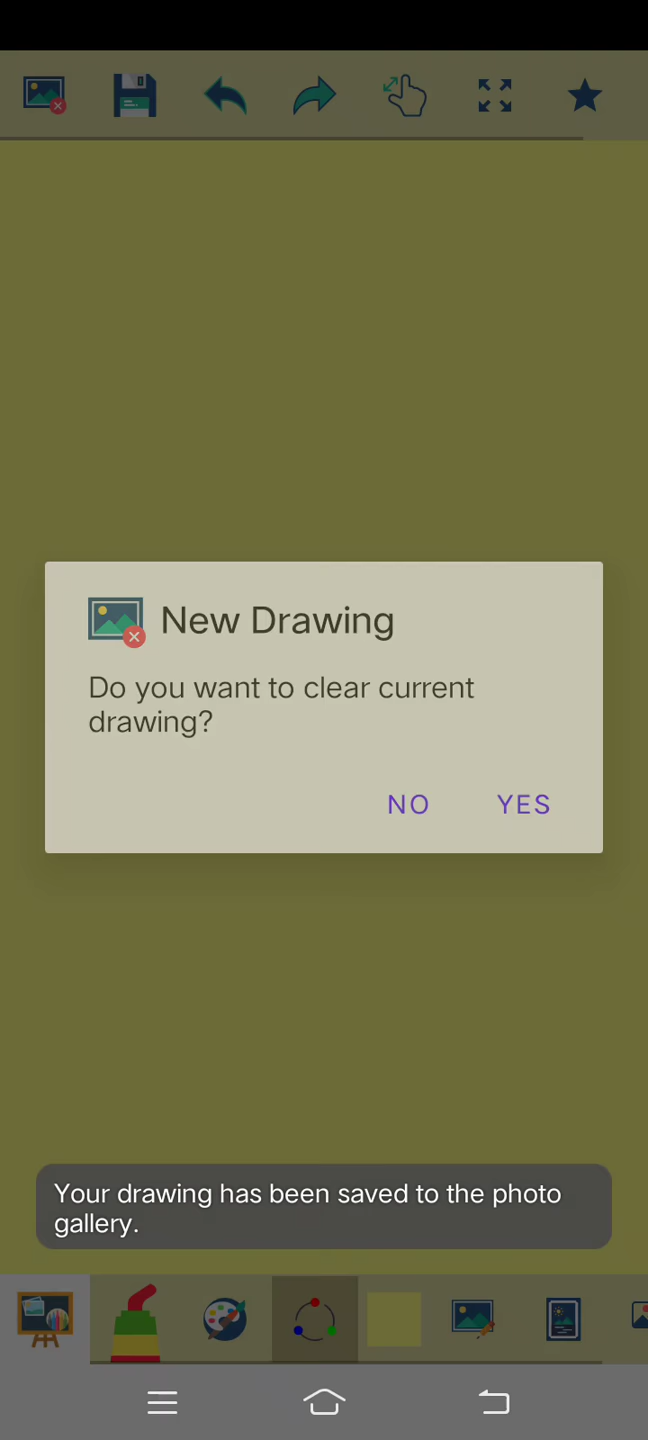 New Drawing
Do you want to clear current
drawing?
NO YES
Your drawing has been saved to the photo
gallery.